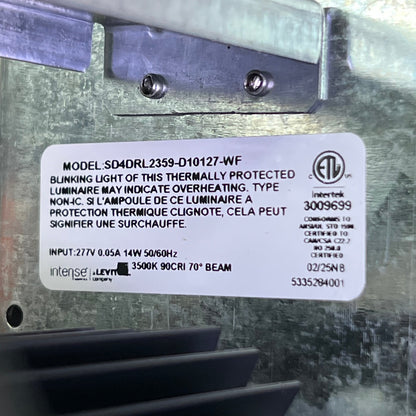 MODEL:SD4DRL2359-D10127-WF
BLINKING LIGHT OF THIS THERMALLY PROTECTED
LUMINAIRE MAY INDICATE OVERHEATING. TYPE
NON-IC. SI L'AMPOULE DE CE LUMINAIRE A
PROTECTION THERMIQUE CLIGNOTE, CELA PEUT
SIGNIFIER UNE SURCHAUFFE.
INPUT:277V 0.05A 14W 50/60Hz
3500K 90CRI 70° BEAM
intense
A LEVIT
Company
ETL
Intertek
3009699
CONFORMS TO
ANSI/UL STD 1598
CERTIFIED TO
CAN/CSA C22.2
NO 250.0
CERTIFIED
02/25NB
5335284001